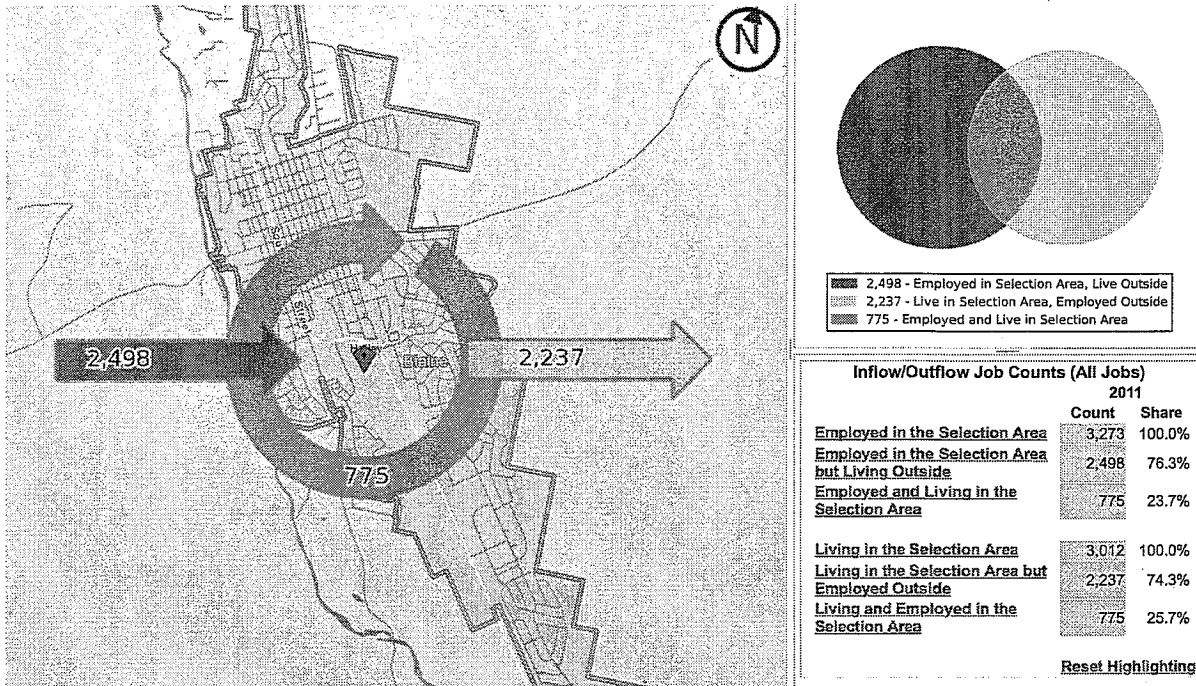 N
Street
2,498
2,237
775
2,498 - Employed in Selection Area, Live Outside
2,237 - Live in Selection Area, Employed Outside
775 - Employed and Live in Selection Area
Inflow/Outflow Job Counts (All Jobs)
2011
Count Share
Employed in the Selection Area 3,273 100.0%
Employed in the Selection Area
but Living Outside 2,498 76.3%
Employed and Living in the
Selection Area 775 23.7%
Living in the Selection Area 3,012 100.0%
Living in the Selection Area but
Employed Outside 2,237 74.3%
Living and Employed in the
Selection Area 775 25.7%
Reset Highlighting